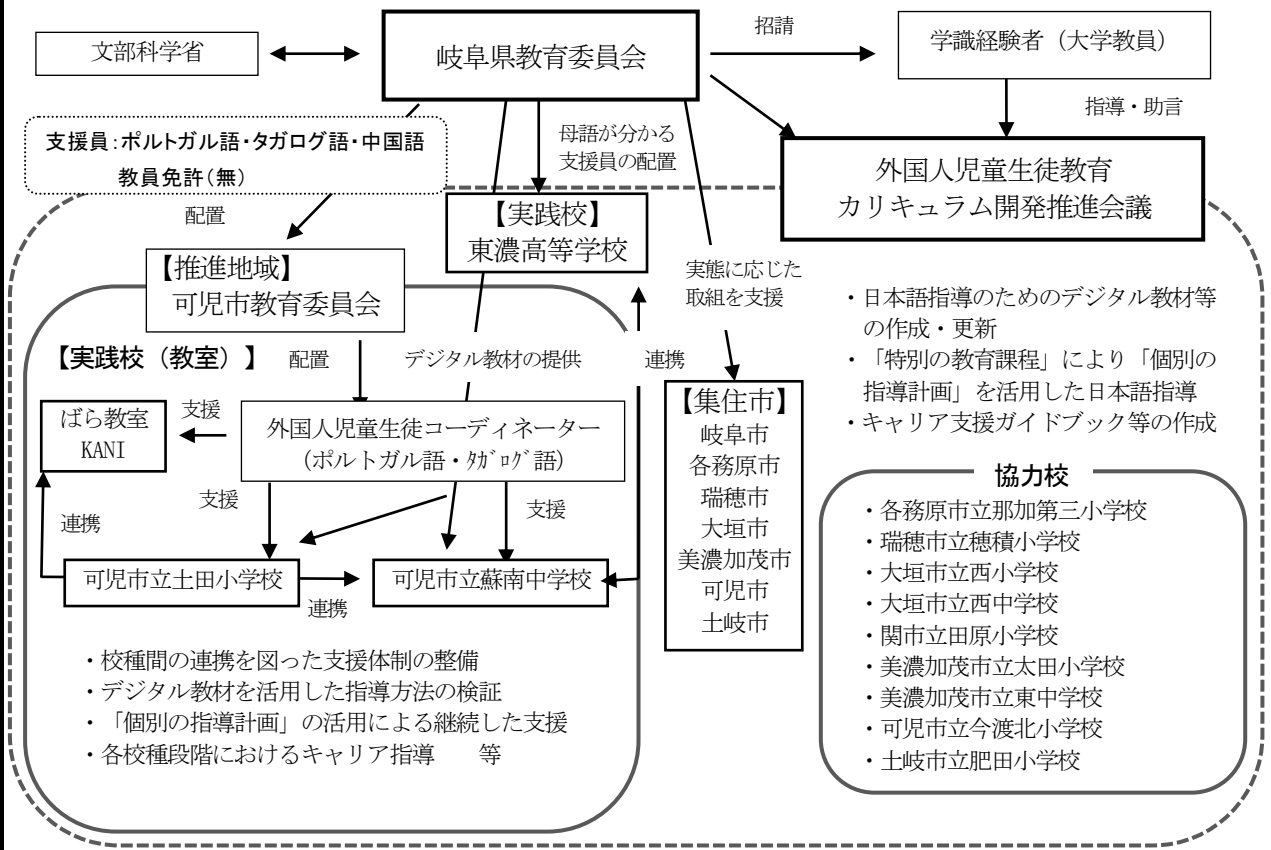 文部科学省
岐阜県教育委員会
招請
学識経験者（大学教員）
指導・助言
支援員：ポルトガル語・タガログ語・中国語
教員免許（無）
母語が分かる
支援員の配置
外国人児童生徒教育
カリキュラム開発推進会議
配置
【実践校】
東濃高等学校
【推進地域】
可児市教育委員会
実態に応じた
取組を支援
・日本語指導のためのデジタル教材等
の作成・更新
・「特別の教育課程」により「個別の
指導計画」を活用した日本語指導
・キャリア支援ガイドブック等の作成
【実践校（教室）】
配置
デジタル教材の提供
連携
ばら教室
KANI
支援
外国人児童生徒コーディネーター
（ポルトガル語・ﾀｶﾞﾛｸﾞ語）
【集住市】
岐阜市
各務原市
瑞穂市
大垣市
美濃加茂市
可児市
土岐市
支援
支援
連携
可児市立土田小学校
連携
可児市立蘇南中学校
・校種間の連携を図った支援体制の整備
・デジタル教材を活用した指導方法の検証
・「個別の指導計画」の活用による継続した支援
・各校種段階におけるキャリア指導　等
協力校
・各務原市立那加第三小学校
・瑞穂市立穂積小学校
・大垣市立西小学校
・大垣市立西中学校
・関市立田原小学校
・美濃加茂市立太田小学校
・美濃加茂市立東中学校
・可児市立今渡北小学校
・土岐市立肥田小学校